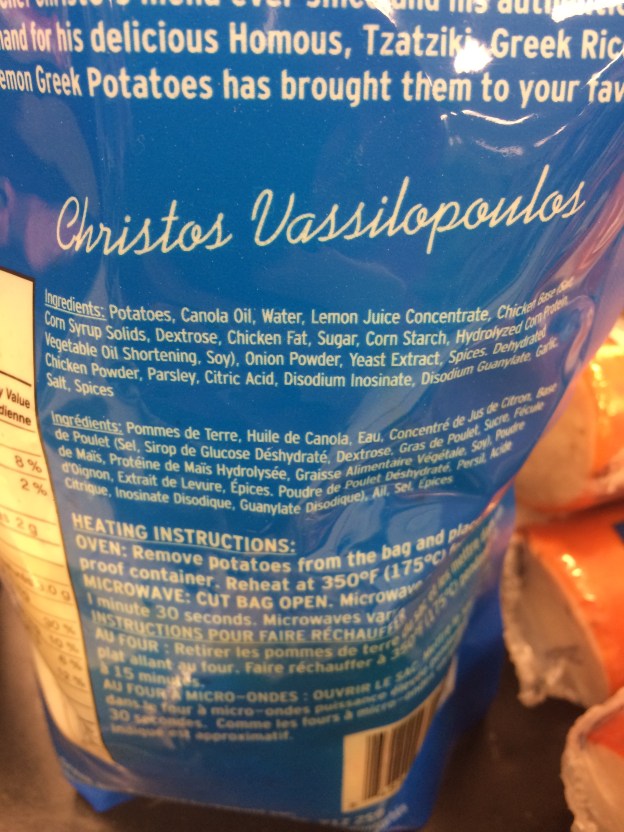 and for his delicious Homous, Tzatziki, Greek Ric
emon Greek Potatoes has brought them to your fav
Christos Vassilopoulos
Ingredients: Potatoes, Canola Oil, Water, Lemon Juice Concentrate, Chicken Base (Salt,
Corn Syrup Solids, Dextrose, Chicken Fat, Sugar, Corn Starch, Hydrolyzed Corn Protein,
Vegetable Oil Shortening, Soy), Onion Powder, Yeast Extract, Spices. Dehydrated
Chicken Powder, Parsley, Citric Acid, Disodium Inosinate, Disodium Guanylate, Garlic,
Salt, Spices
y Value
dienne
8 %
2 %
2 g
0 g
Ingrédients: Pommes de Terre, Huile de Canola, Eau, Concentré de Jus de Citron, Base
de Poulet (Sel, Sirop de Glucose Déshydraté, Dextrose, Gras de Poulet, Sucre, Fécule
de Maïs, Protéine de Maïs Hydrolysée, Graisse Alimentaire Végétale, Soy), Poudre
d'Oignon, Extrait de Levure, Épices. Poudre de Poulet Déshydraté, Persil, Acide
Citrique, Inosinate Disodique, Guanylate Disodique), Ail, Sel, Épices
HEATING INSTRUCTIONS:
OVEN: Remove potatoes from the bag and
proof container. Reheat at 350°F (175°C)
MICROWAVE: CUT BAG OPEN. Microwave
1 minute 30 seconds. Microwaves vary
INSTRUCTIONS POUR FAIRE RÉCHAUFFER
AU FOUR : Retirer les pommes de terre
plat allant au four. Faire réchauffer à 350°F (175°C)
à 15 minutes.
AU FOUR À MICRO-ONDES : OUVRIR LE SAC
dans le four à micro-ondes puissance
30 secondes. Comme les fours à micro-ondes
indiqué est approximatif.